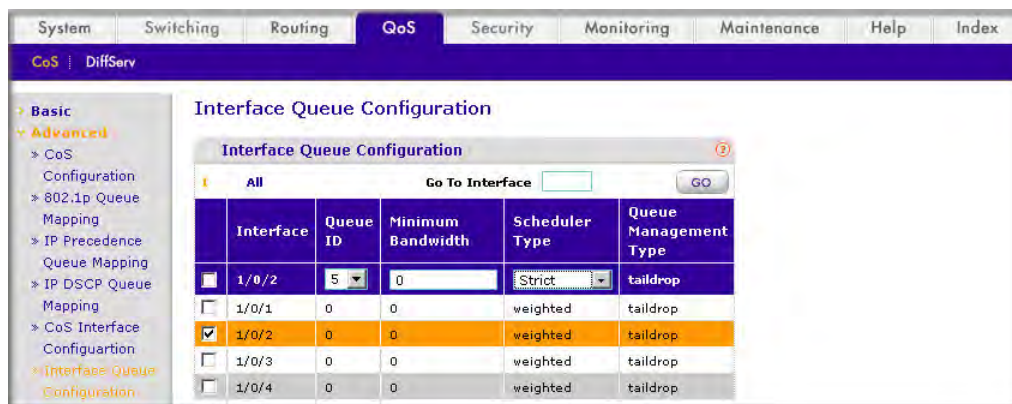 System Switching Routing QoS Security Monitoring Maintenance Help Index
CoS DiffServ
Basic
Advanced
» CoS
Configuration
» 802.1p Queue
Mapping
» IP Precedence
Queue Mapping
» IP DSCP Queue
Mapping
» CoS Interface
Configuartion
» Interface Queue
Configuration
Interface Queue Configuration
Interface Queue Configuration ?
1 All Go To Interface GO
Interface Queue ID Minimum Bandwidth Scheduler Type Queue Management Type
1/0/2 5 0 Strict taildrop
1/0/1 0 0 weighted taildrop
1/0/2 0 0 weighted taildrop
1/0/3 0 0 weighted taildrop
1/0/4 0 0 weighted taildrop